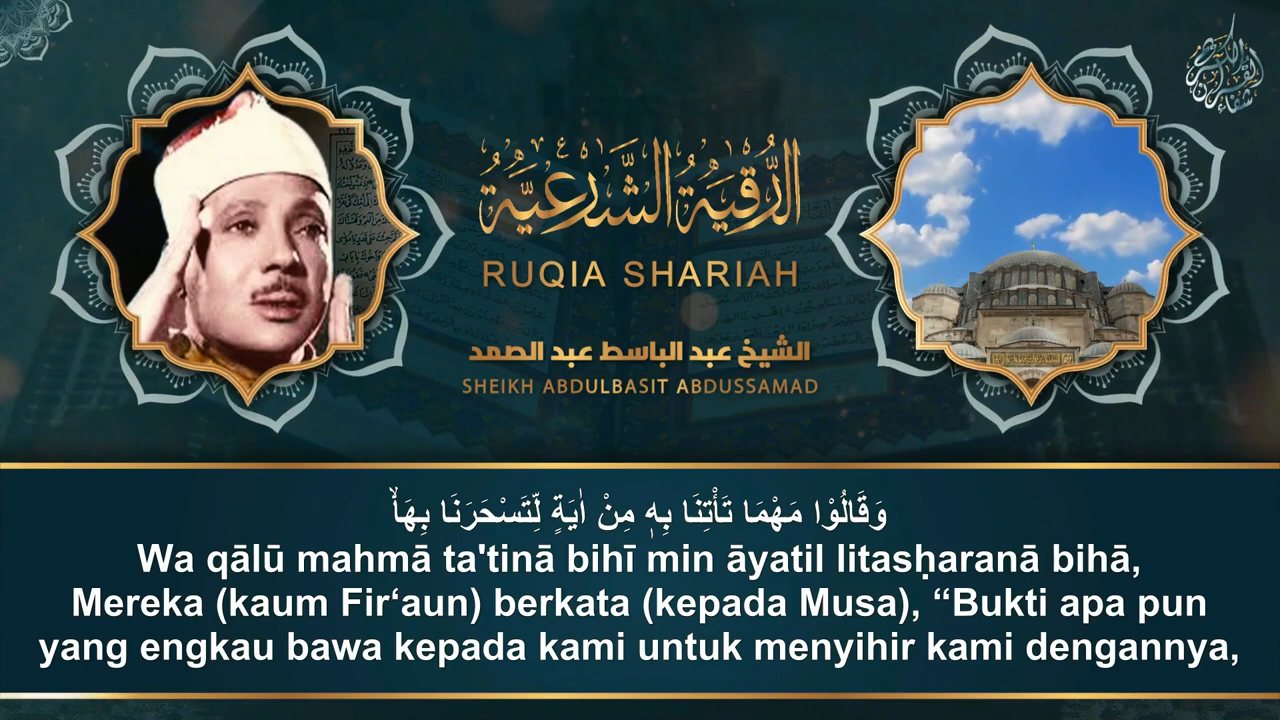 الرُّقيَةُ الشَّرعِيَّةُ
RUQIA SHARIAH
الشيخ عبد الباسط عبد الصمد
SHEIKH ABDULBASIT ABDUSSAMAD
وَقَالُوْا مَهْمَا تَأْتِنَا بِهٖ مِنْ اٰيَةٍ لِّتَسْحَرَنَا بِهَاۙ
Wa qālū mahmā ta'tinā bihī min āyatil litasḥaranā bihā,
Mereka (kaum Fir‘aun) berkata (kepada Musa), “Bukti apa pun
yang engkau bawa kepada kami untuk menyihir kami dengannya,